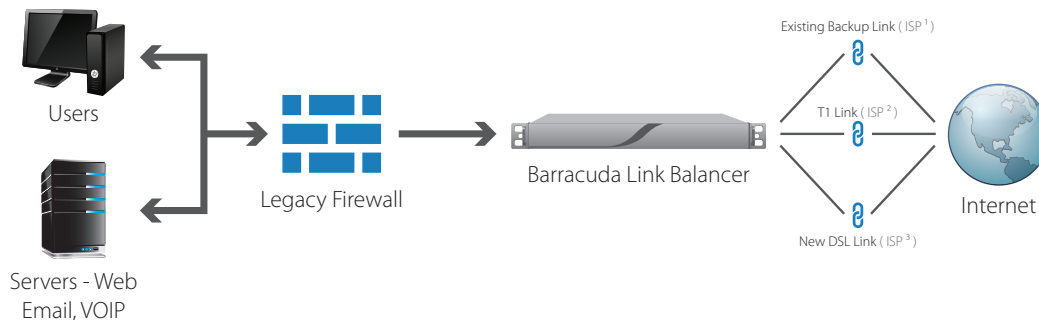 Existing Backup Link ( ISP ¹ )
Users
T1 Link ( ISP ² )
Legacy Firewall
Barracuda Link Balancer
Internet
New DSL Link ( ISP ³ )
Servers - Web
Email, VOIP